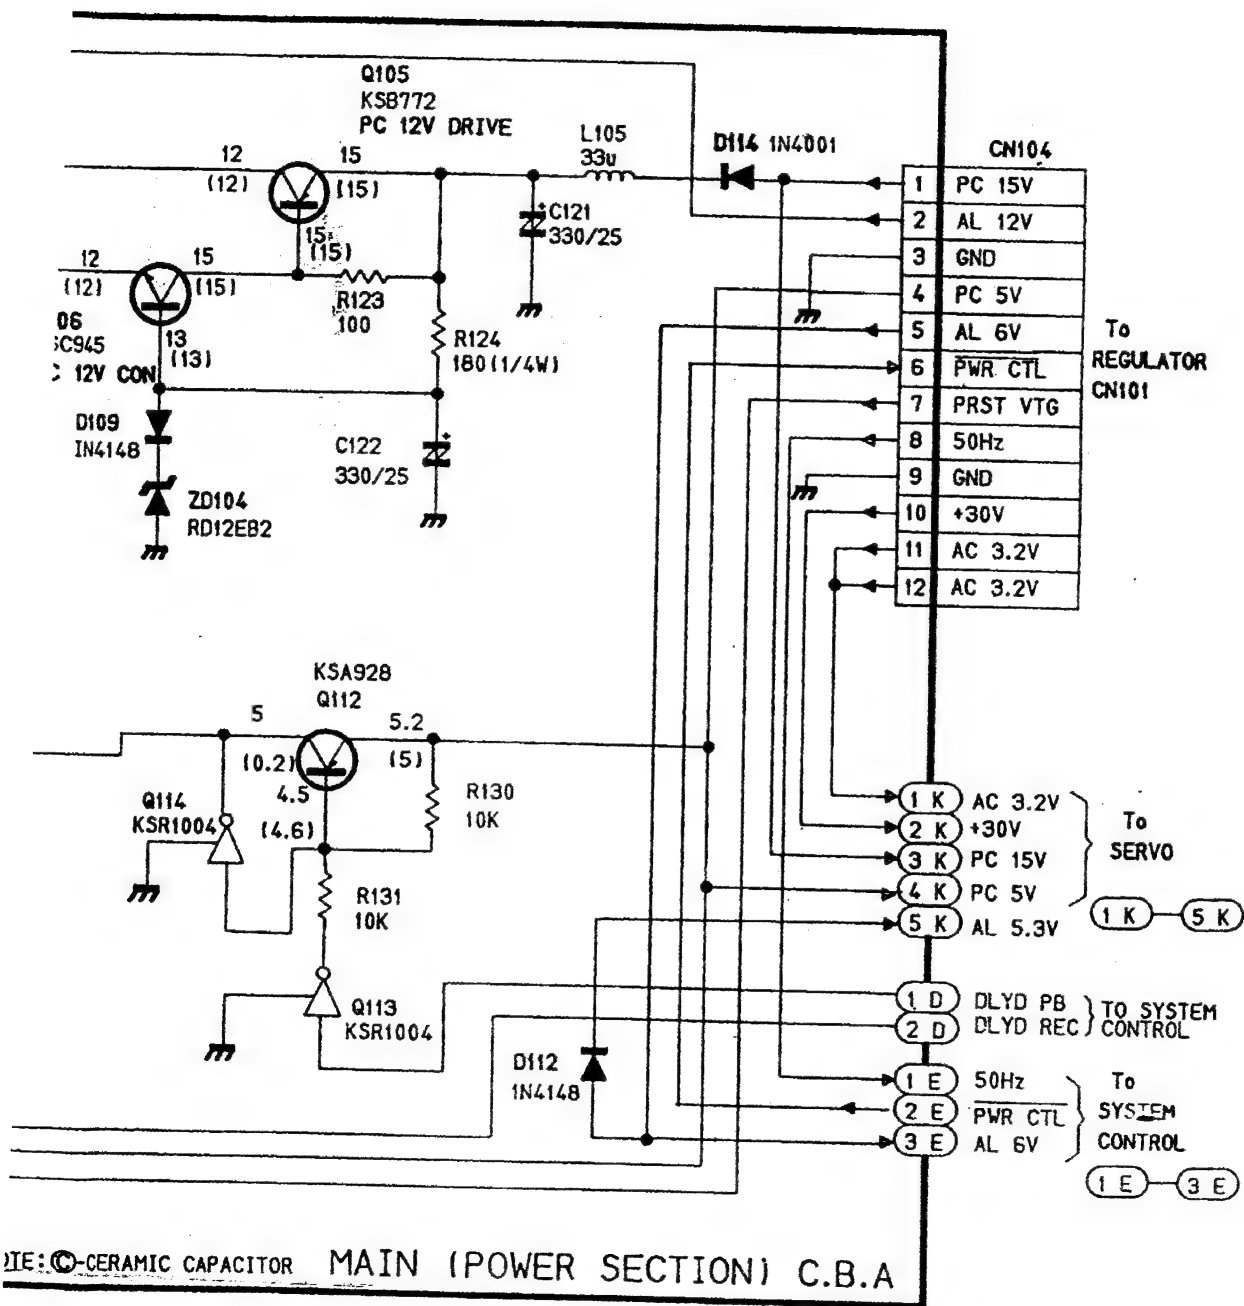 Q105
KSB772
PC 12V DRIVE
12
(12)
15
(15)
15
(15)
L105
33u
D114 1N4001
C121
330/25
12
(12)
15
(15)
13
(13)
06
SC945
C 12V CON
R123
100
R124
180(1/4W)
D109
IN4148
ZD104
RD12EB2
C122
330/25
CN104
1 PC 15V
2 AL 12V
3 GND
4 PC 5V
5 AL 6V
6 PWR CTL
7 PRST VTG
8 50Hz
9 GND
10 +30V
11 AC 3.2V
12 AC 3.2V
To
REGULATOR
CN101
KSA928
Q112
5
(0.2)
5.2
(5)
4.5
(4.6)
Q114
KSR1004
R130
10K
R131
10K
Q113
KSR1004
D112
1N4148
1 K AC 3.2V
2 K +30V
3 K PC 15V
4 K PC 5V
5 K AL 5.3V
To
SERVO
1 K 5 K
1 D DLYD PB
2 D DLYD REC
TO SYSTEM
CONTROL
1 E 50Hz
2 E PWR CTL
3 E AL 6V
To
SYSTEM
CONTROL
1 E 3 E
OTE: Ⓒ-CERAMIC CAPACITOR MAIN (POWER SECTION) C.B.A